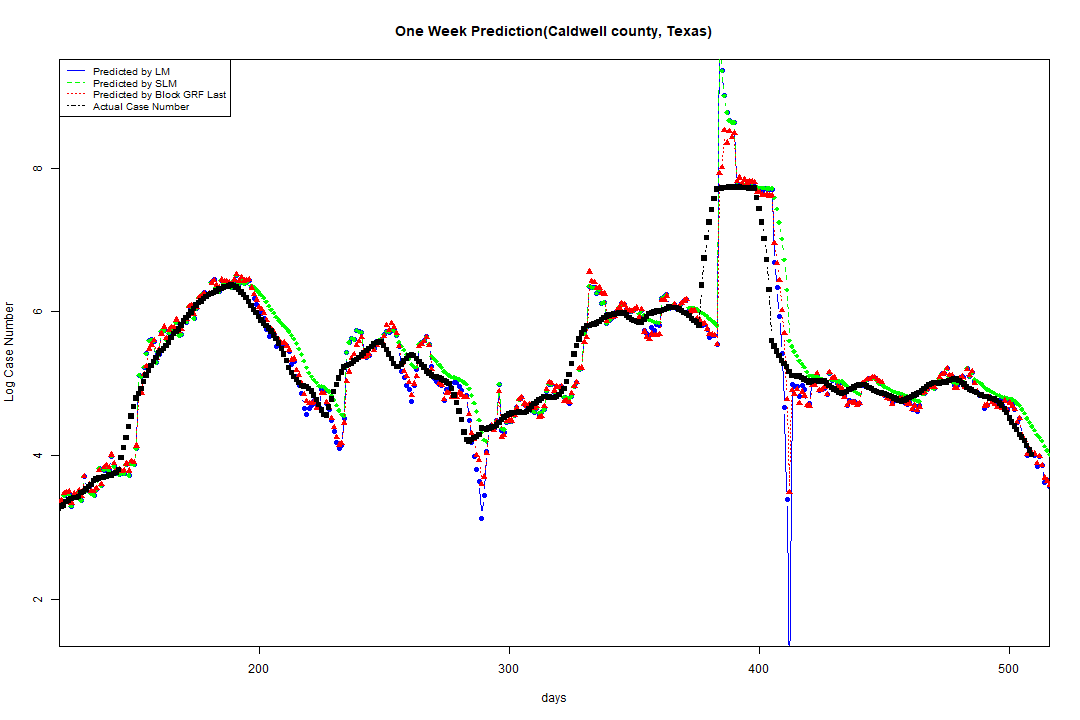 One Week Prediction(Caldwell county, Texas)
Predicted by LM
Predicted by SLM
Predicted by Block GRF Last
Actual Case Number
Log Case Number
8
6
4
2
200 300 400 500
days